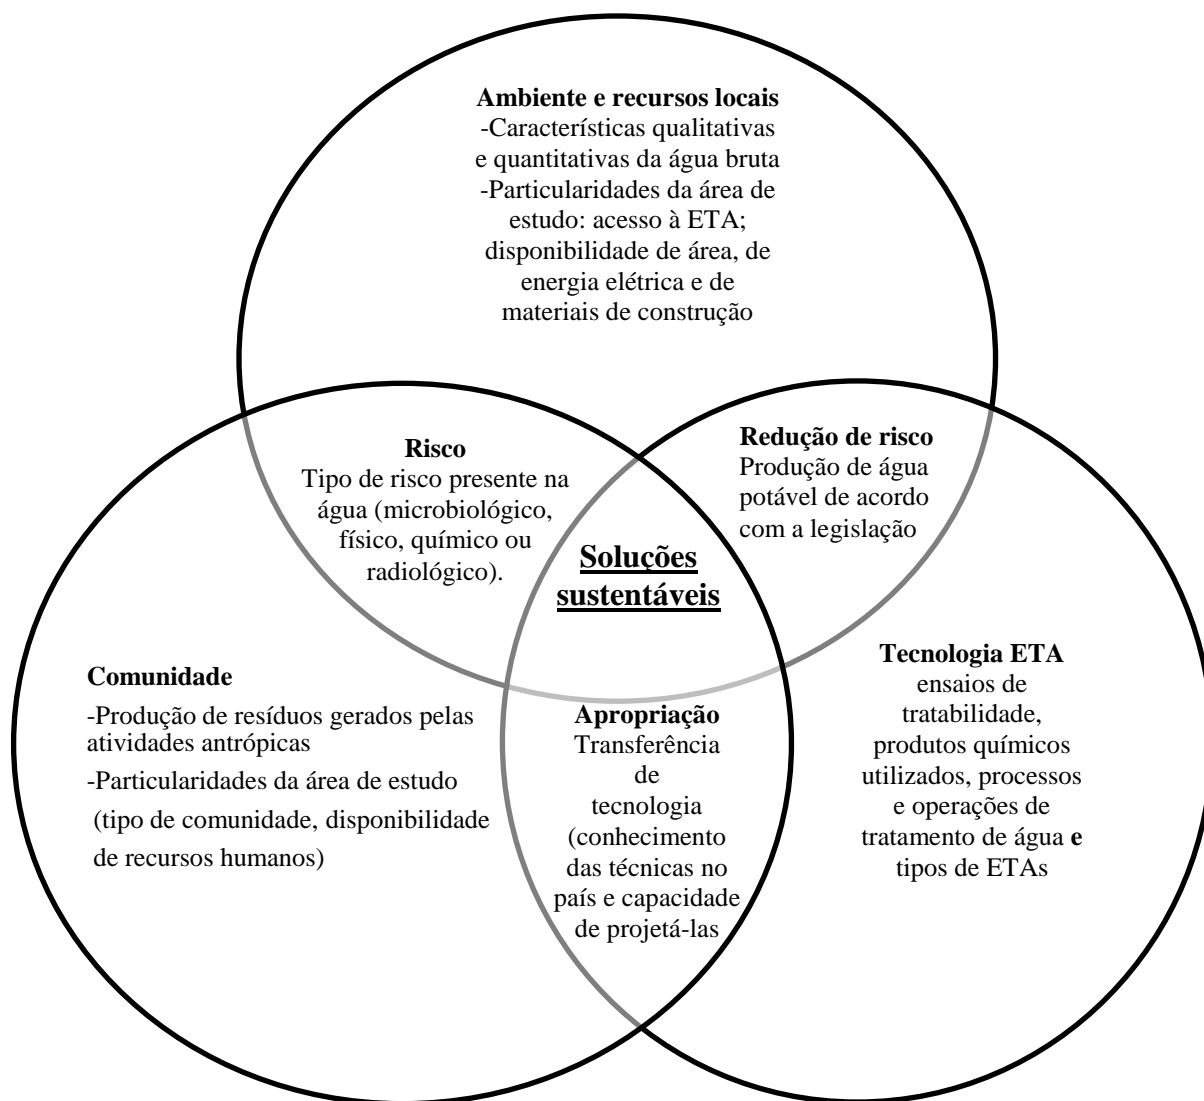 Ambiente e recursos locais
-Características qualitativas
e quantitativas da água bruta
-Particularidades da área de
estudo: acesso à ETA;
disponibilidade de área, de
energia elétrica e de
materiais de construção
Risco
Tipo de risco presente na
água (microbiológico,
físico, químico ou
radiológico).
Redução de risco
Produção de água
potável de acordo
com a legislação
Soluções
sustentáveis
Comunidade
-Produção de resíduos gerados pelas
atividades antrópicas
-Particularidades da área de estudo
(tipo de comunidade, disponibilidade
de recursos humanos)
Apropriação
Transferência
de
tecnologia
(conhecimento
das técnicas no
país e capacidade
de projetá-las
Tecnologia ETA
ensaios de
tratabilidade,
produtos químicos
utilizados, processos
e operações de
tratamento de água e
tipos de ETAs